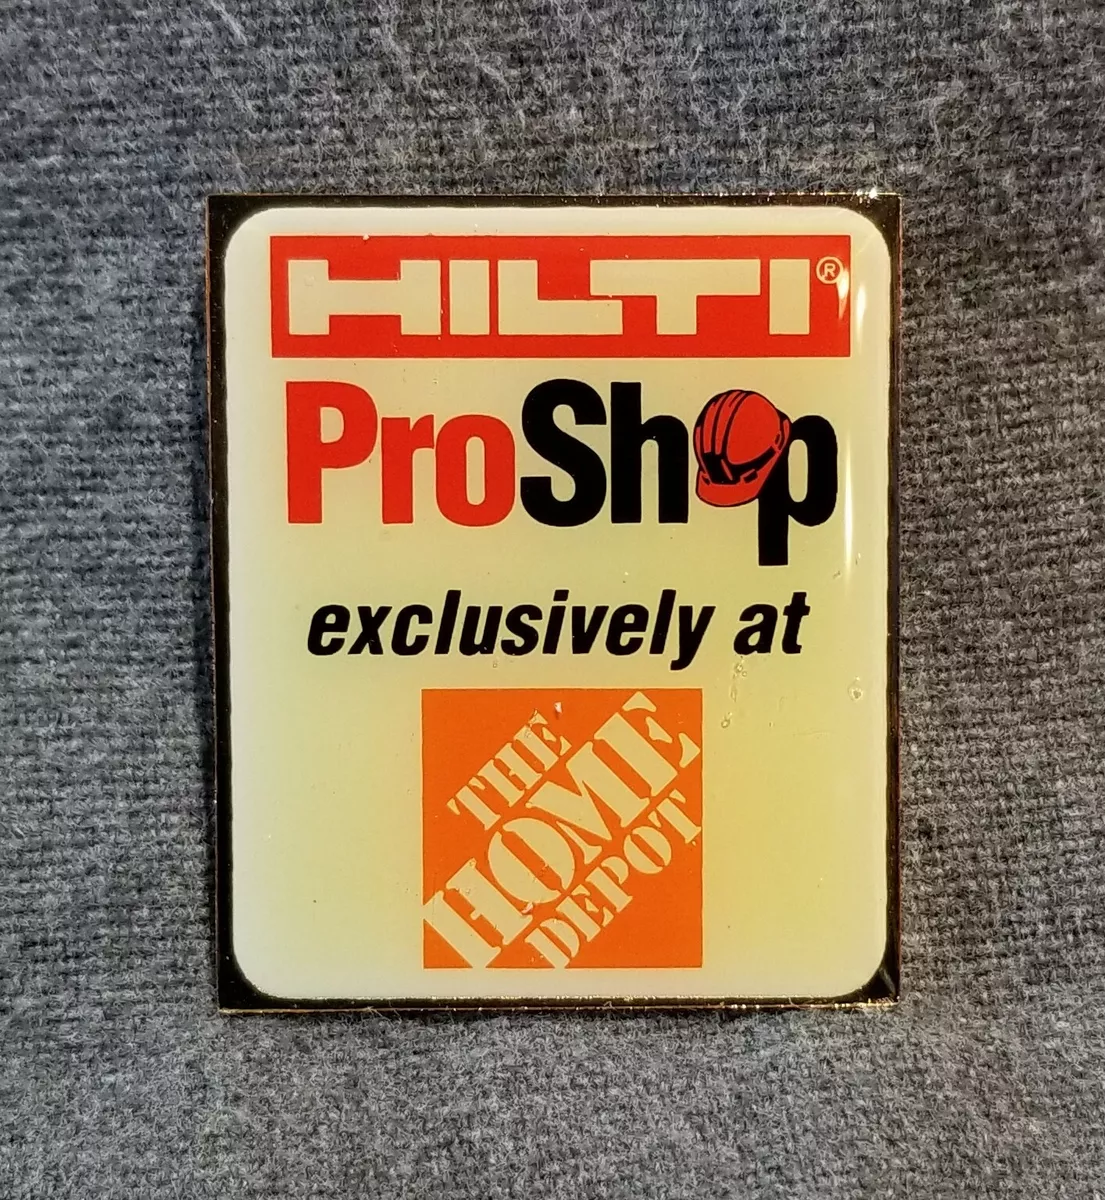 HILTI®
ProShop
exclusively at
THE
HOME
DEPOT